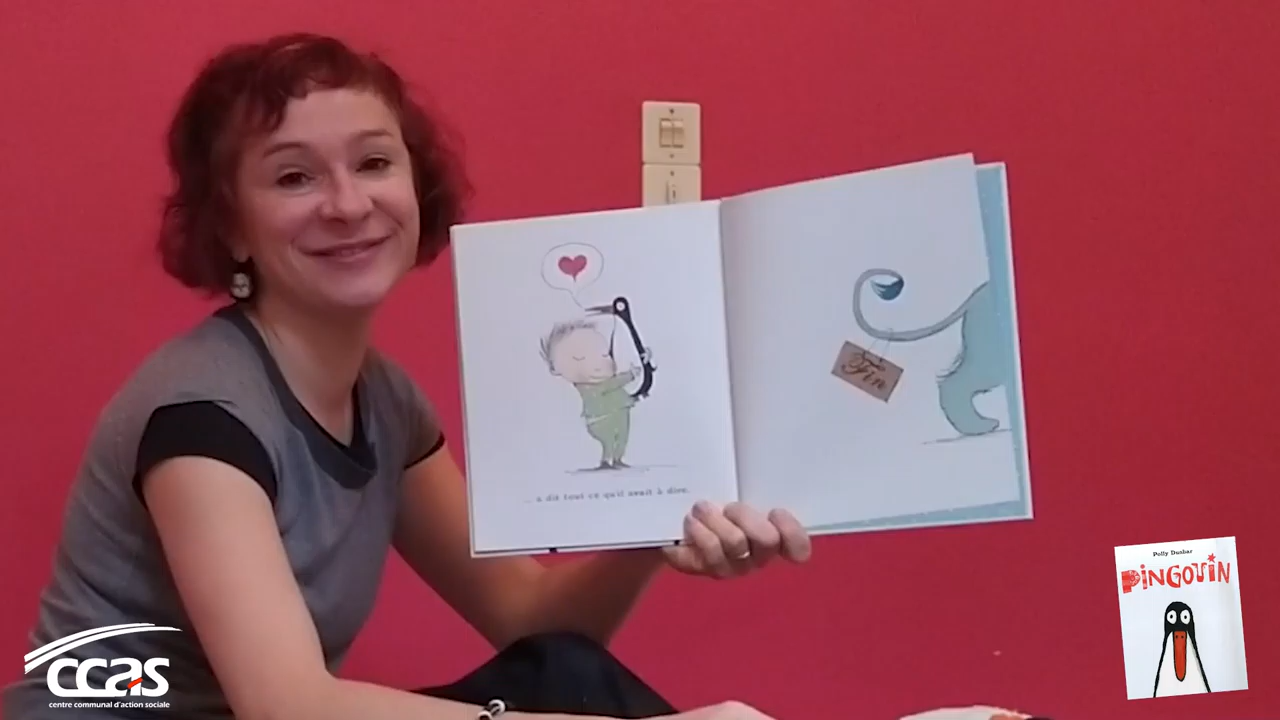 ... a dit tout ce qu'il avait à dire.
Fin
ccas
centre communal d'action sociale
Polly Dunbar
PINGOUIN